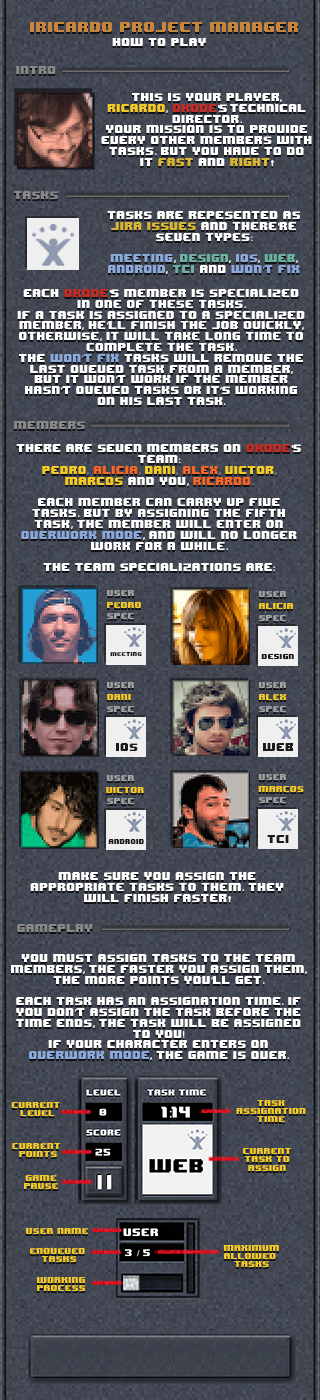 IRICARDO PROJECT MANAGER
HOW TO PLAY
INTRO
THIS IS YOUR PLAYER,
RICARDO, OKODE'S TECHNICAL
DIRECTOR.
YOUR MISSION IS TO PROVIDE
EVERY OTHER MEMBERS WITH
TASKS. BUT YOU HAVE TO DO
IT FAST AND RIGHT!
TASKS
TASKS ARE REPESENTED AS
JIRA ISSUES AND THERE'RE
SEVEN TYPES:
MEETING, DESIGN, IOS, WEB,
ANDROID, TCI AND WON'T FIX
EACH OKODE'S MEMBER IS SPECIALIZED
IN ONE OF THESE TASKS.
IF A TASK IS ASSIGNED TO A SPECIALIZED
MEMBER, HE'LL FINISH THE JOB QUICKLY,
OTHERWISE, IT WILL TAKE LONG TIME TO
COMPLETE THE TASK.
THE WON'T FIX TASKS WILL REMOVE THE
LAST QUEUED TASK FROM A MEMBER,
BUT IT WON'T WORK IF THE MEMBER
HASN'T QUEUED TASKS OR IT'S WORKING
ON HIS LAST TASK.
MEMBERS
THERE ARE SEVEN MEMBERS ON OKODE'S
TEAM:
PEDRO, ALICIA, DANI, ALEX, VICTOR,
MARCOS AND YOU, RICARDO.
EACH MEMBER CAN CARRY UP FIVE
TASKS. BUT BY ASSIGNING THE FIFTH
TASK, THE MEMBER WILL ENTER ON
OVERWORK MODE, AND WILL NO LONGER
WORK FOR A WHILE.
THE TEAM SPECIALIZATIONS ARE:
USER
PEDRO
SPEC
MEETING
USER
ALICIA
SPEC
DESIGN
USER
DANI
SPEC
IOS
USER
ALEX
SPEC
WEB
USER
VICTOR
SPEC
ANDROID
USER
MARCOS
SPEC
TCI
MAKE SURE YOU ASSIGN THE
APPROPRIATE TASKS TO THEM. THEY
WILL FINISH FASTER!
GAMEPLAY
YOU MUST ASSIGN TASKS TO THE TEAM
MEMBERS, THE FASTER YOU ASSIGN THEM,
THE MORE POINTS YOU'LL GET.
EACH TASK HAS AN ASSIGNATION TIME. IF
YOU DON'T ASSIGN THE TASK BEFORE THE
TIME ENDS, THE TASK WILL BE ASSIGNED
TO YOU!
IF YOUR CHARACTER ENTERS ON
OVERWORK MODE, THE GAME IS OVER.
CURRENT
LEVEL
LEVEL
0
CURRENT
POINTS
SCORE
25
GAME
PAUSE
TASK TIME
1:14
TASK
ASSIGNATION
TIME
WEB
CURRENT
TASK TO
ASSIGN
USER NAME
USER
ENQUEUED
TASKS
3 / 5
MAXIMUM
ALLOWED
TASKS
WORKING
PROCESS